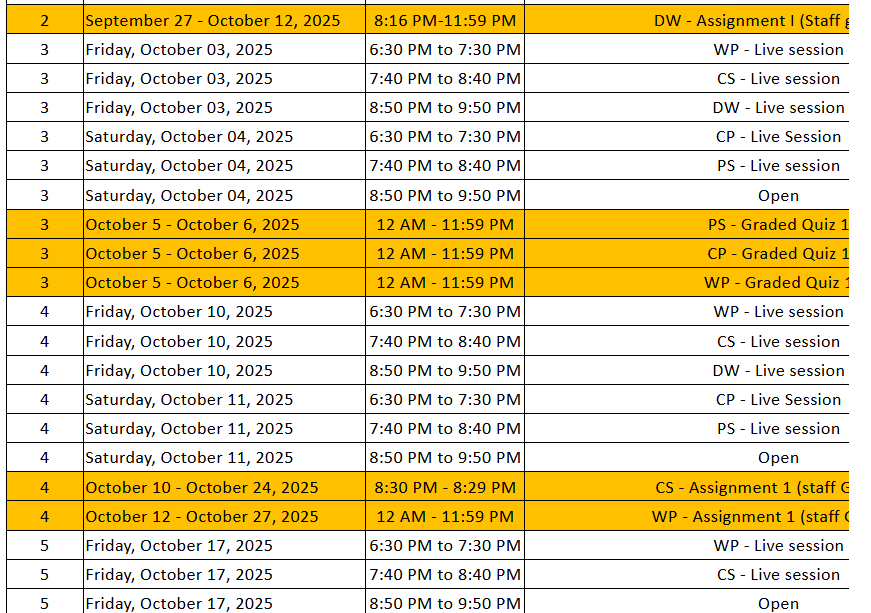 2 September 27 - October 12, 2025 8:16 PM-11:59 PM DW - Assignment I (Staff
3 Friday, October 03, 2025 6:30 PM to 7:30 PM WP - Live session
3 Friday, October 03, 2025 7:40 PM to 8:40 PM CS - Live session
3 Friday, October 03, 2025 8:50 PM to 9:50 PM DW - Live session
3 Saturday, October 04, 2025 6:30 PM to 7:30 PM CP - Live Session
3 Saturday, October 04, 2025 7:40 PM to 8:40 PM PS - Live session
3 Saturday, October 04, 2025 8:50 PM to 9:50 PM Open
3 October 5 - October 6, 2025 12 AM - 11:59 PM PS - Graded Quiz 1
3 October 5 - October 6, 2025 12 AM - 11:59 PM CP - Graded Quiz 1
3 October 5 - October 6, 2025 12 AM - 11:59 PM WP - Graded Quiz 1
4 Friday, October 10, 2025 6:30 PM to 7:30 PM WP - Live session
4 Friday, October 10, 2025 7:40 PM to 8:40 PM CS - Live session
4 Friday, October 10, 2025 8:50 PM to 9:50 PM DW - Live session
4 Saturday, October 11, 2025 6:30 PM to 7:30 PM CP - Live Session
4 Saturday, October 11, 2025 7:40 PM to 8:40 PM PS - Live session
4 Saturday, October 11, 2025 8:50 PM to 9:50 PM Open
4 October 10 - October 24, 2025 8:30 PM - 8:29 PM CS - Assignment 1 (staff
4 October 12 - October 27, 2025 12 AM - 11:59 PM WP - Assignment 1 (staff
5 Friday, October 17, 2025 6:30 PM to 7:30 PM WP - Live session
5 Friday, October 17, 2025 7:40 PM to 8:40 PM CS - Live session
5 Friday, October 17, 2025 8:50 PM to 9:50 PM Open